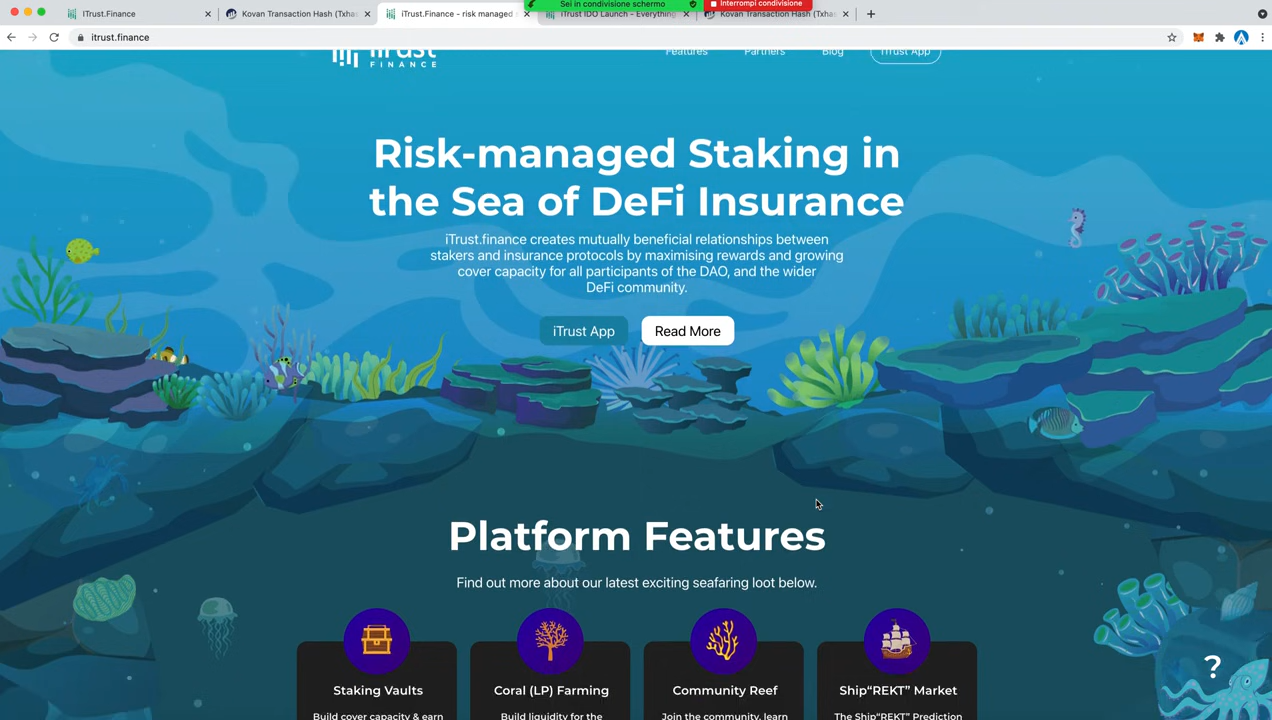 Sei in condivisione schermo
Interrompi condivisione
iTrust.Finance
Kovan Transaction Hash (Txhas
iTrust.Finance - risk managed s
iTrust IDO Launch - Everything
Kovan Transaction Hash (Txhas
itrust.finance
iTrust
FINANCE
Features
Partners
Blog
iTrust App
Risk-managed Staking in
the Sea of DeFi Insurance
iTrust.finance creates mutually beneficial relationships between
stakers and insurance protocols by maximising rewards and growing
cover capacity for all participants of the DAO, and the wider
DeFi community.
iTrust App
Read More
Platform Features
Find out more about our latest exciting seafaring loot below.
Staking Vaults
Coral (LP) Farming
Community Reef
Ship“REKT” Market
Build cover capacity & earn
Build liquidity for the
Join the community, learn
The Ship“REKT” Prediction
?